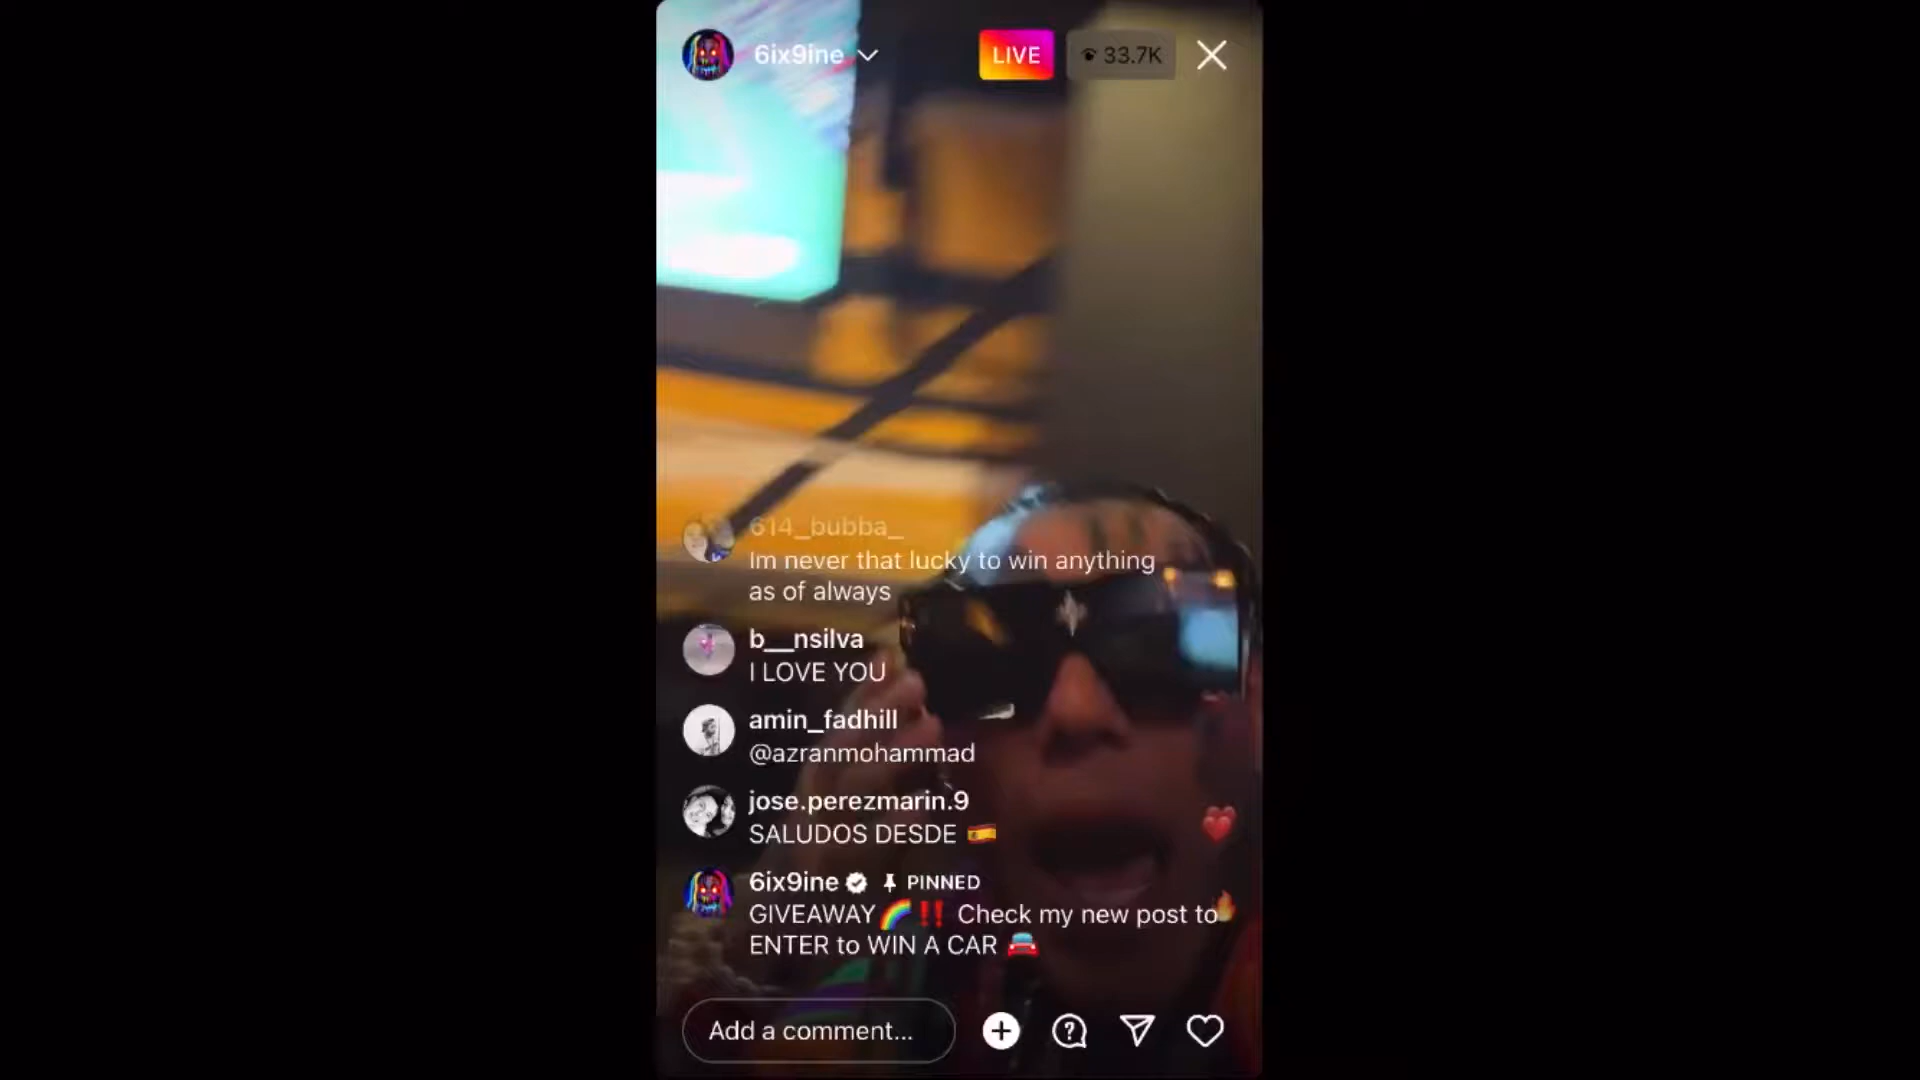 6ix9ine
LIVE
33.7K
614_bubba_
Im never that lucky to win anything
as of always
b__nsilva
I LOVE YOU
amin_fadhill
@azranmohammad
jose.perezmarin.9
SALUDOS DESDE 🇪🇸
6ix9ine PINNED
GIVEAWAY🌈‼️ Check my new post to
ENTER to WIN A CAR 🚘
Add a comment...